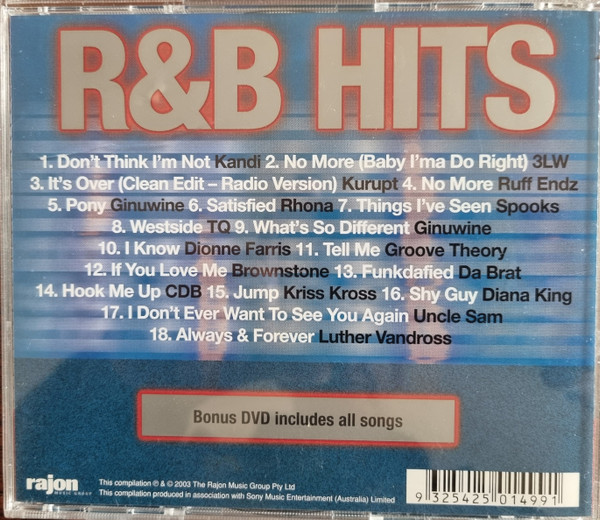 R&B HITS
1. Don't Think I'm Not Kandi 2. No More (Baby I'ma Do Right) 3LW
3. It's Over (Clean Edit – Radio Version) Kurupt 4. No More Ruff Endz
5. Pony Ginuwine 6. Satisfied Rhona 7. Things I've Seen Spooks
8. Westside TQ 9. What's So Different Ginuwine
10. I Know Dionne Farris 11. Tell Me Groove Theory
12. If You Love Me Brownstone 13. Funkdafied Da Brat
14. Hook Me Up CDB 15. Jump Kriss Kross 16. Shy Guy Diana King
17. I Don't Ever Want To See You Again Uncle Sam
18. Always & Forever Luther Vandross
Bonus DVD includes all songs
rajon
MUSIC GROUP
This compilation ℗ & © 2003 The Rajon Music Group Pty Ltd
This compilation produced in association with Sony Music Entertainment (Australia) Limited
9 325425 014991